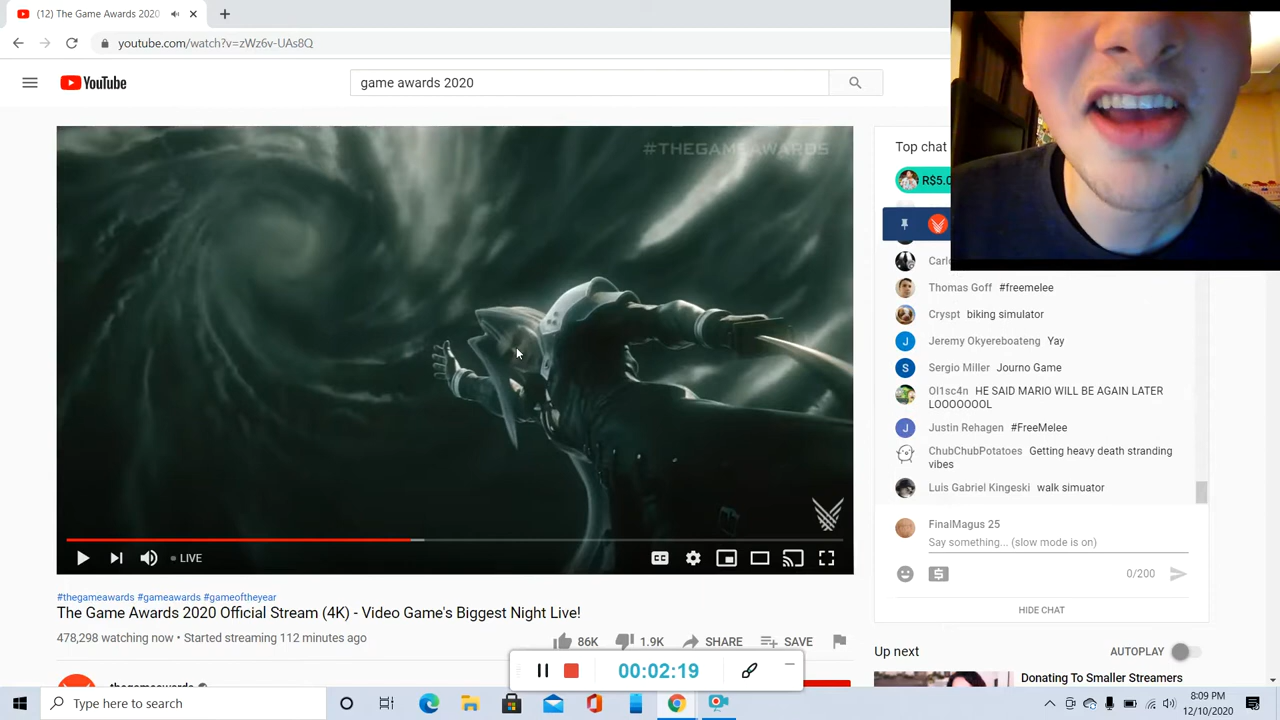 (12) The Game Awards 2020
youtube.com/watch?v=zWz6v-UAs8Q
YouTube
game awards 2020
#THEGAMEAWARDS
Top chat
R$5.0
Carlo
Thomas Goff #freemelee
Cryspt biking simulator
Jeremy Okyereboateng Yay
Sergio Miller Journo Game
Ol1sc4n HE SAID MARIO WILL BE AGAIN LATER
LOOOOOOL
Justin Rehagen #FreeMelee
ChubChubPotatoes Getting heavy death stranding
vibes
Luis Gabriel Kingeski walk simuator
FinalMagus 25
Say something... (slow mode is on)
0/200
HIDE CHAT
CC
LIVE
#thegameawards #gameawards #gameoftheyear
The Game Awards 2020 Official Stream (4K) - Video Game's Biggest Night Live!
478,298 watching now • Started streaming 112 minutes ago
86K 1.9K SHARE SAVE
Up next AUTOPLAY
Donating To Smaller Streamers
thegameawards
00:02:19
Type here to search
8:09 PM
12/10/2020